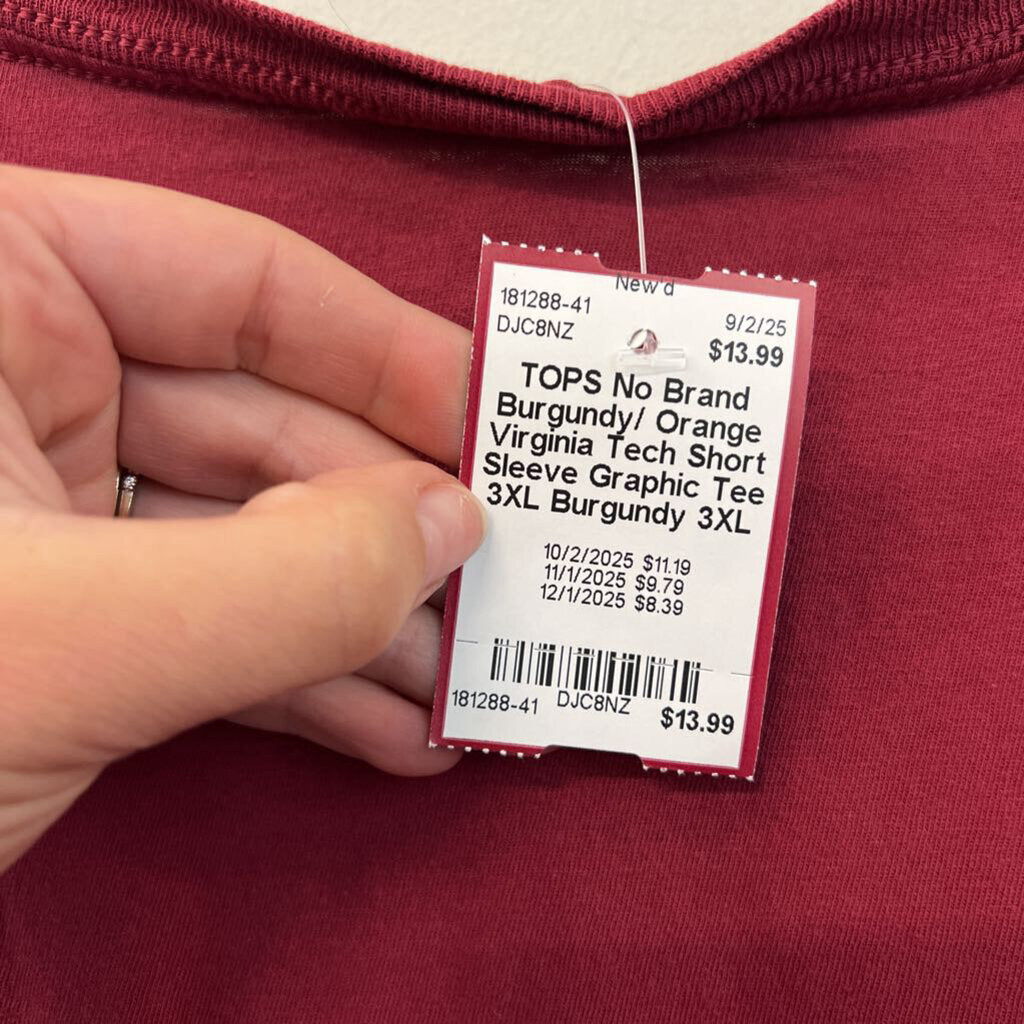 New'd
181288-41
9/2/25
DJC8NZ
$13.99
TOPS No Brand
Burgundy/ Orange
Virginia Tech Short
Sleeve Graphic Tee
3XL Burgundy 3XL
10/2/2025 $11.19
11/1/2025 $9.79
12/1/2025 $8.39
181288-41 DJC8NZ $13.99